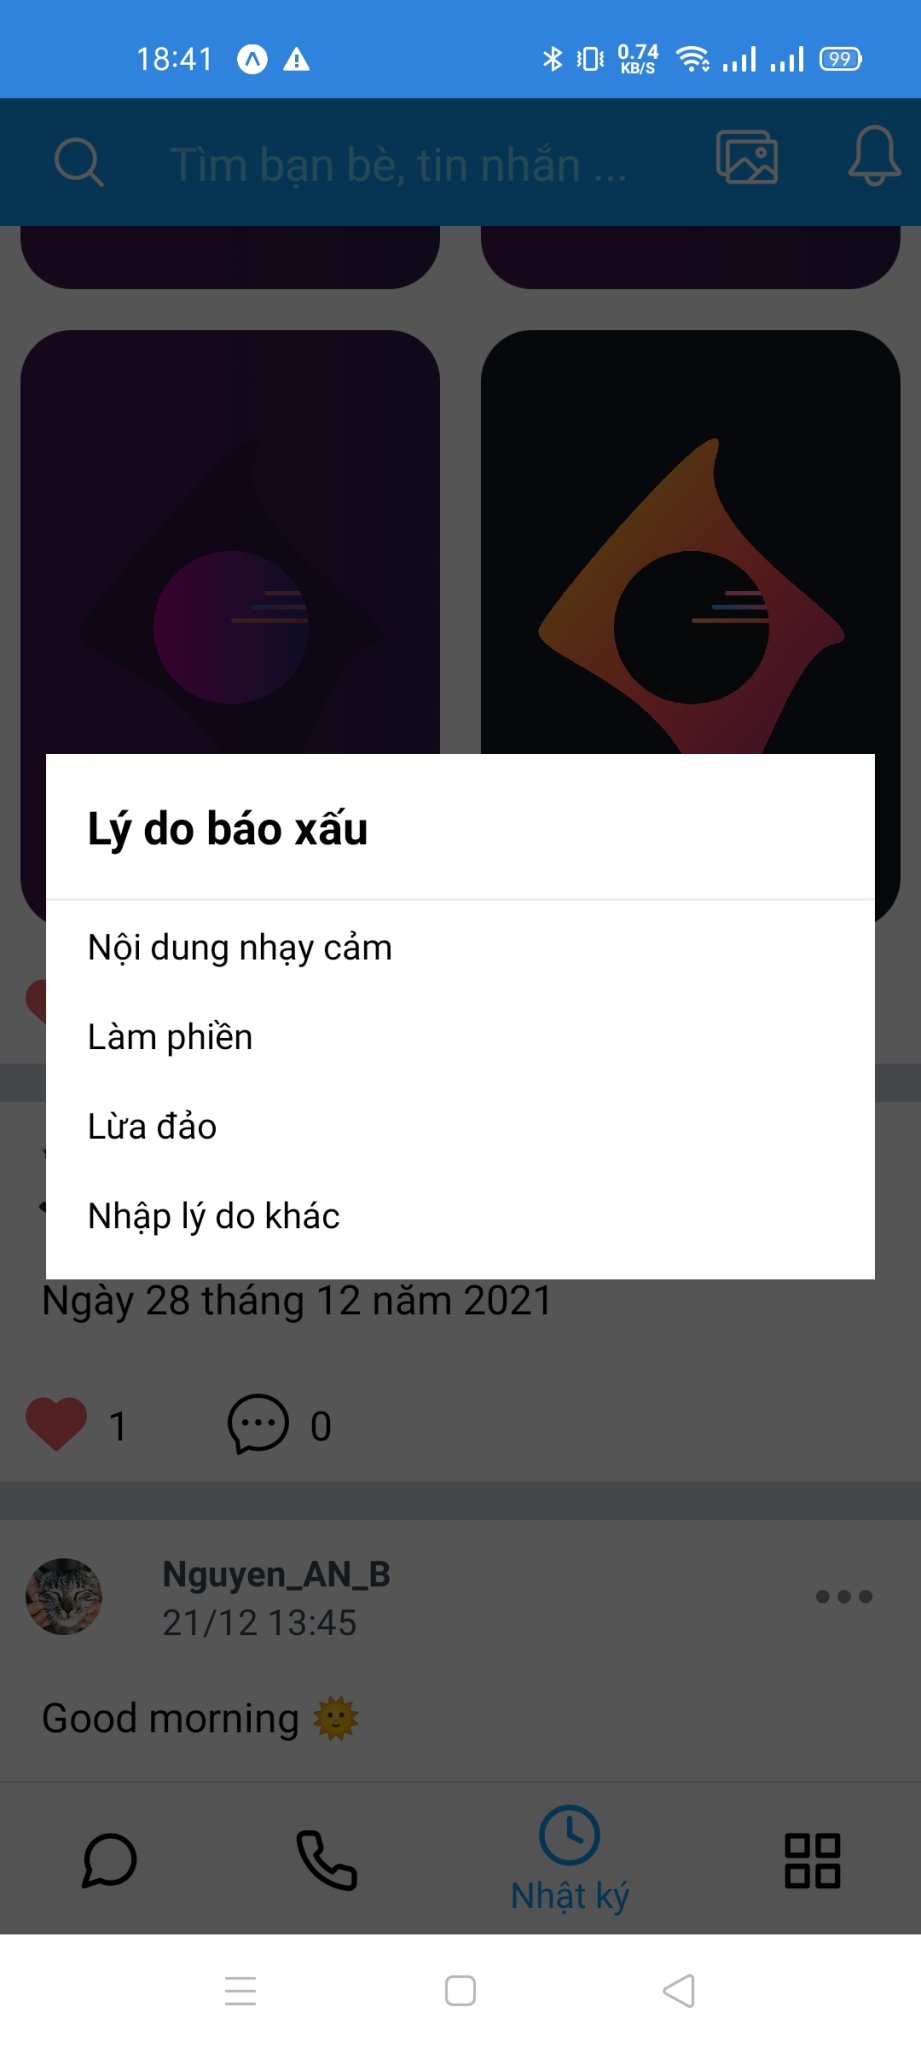 18:41
0.74
KB/S
99
Tìm bạn bè, tin nhắn ...
Lý do báo xấu
Nội dung nhạy cảm
Làm phiền
Lừa đảo
Nhập lý do khác
Ngày 28 tháng 12 năm 2021
1 0
Nguyen_AN_B
21/12 13:45
Good morning 🌞
Nhật ký